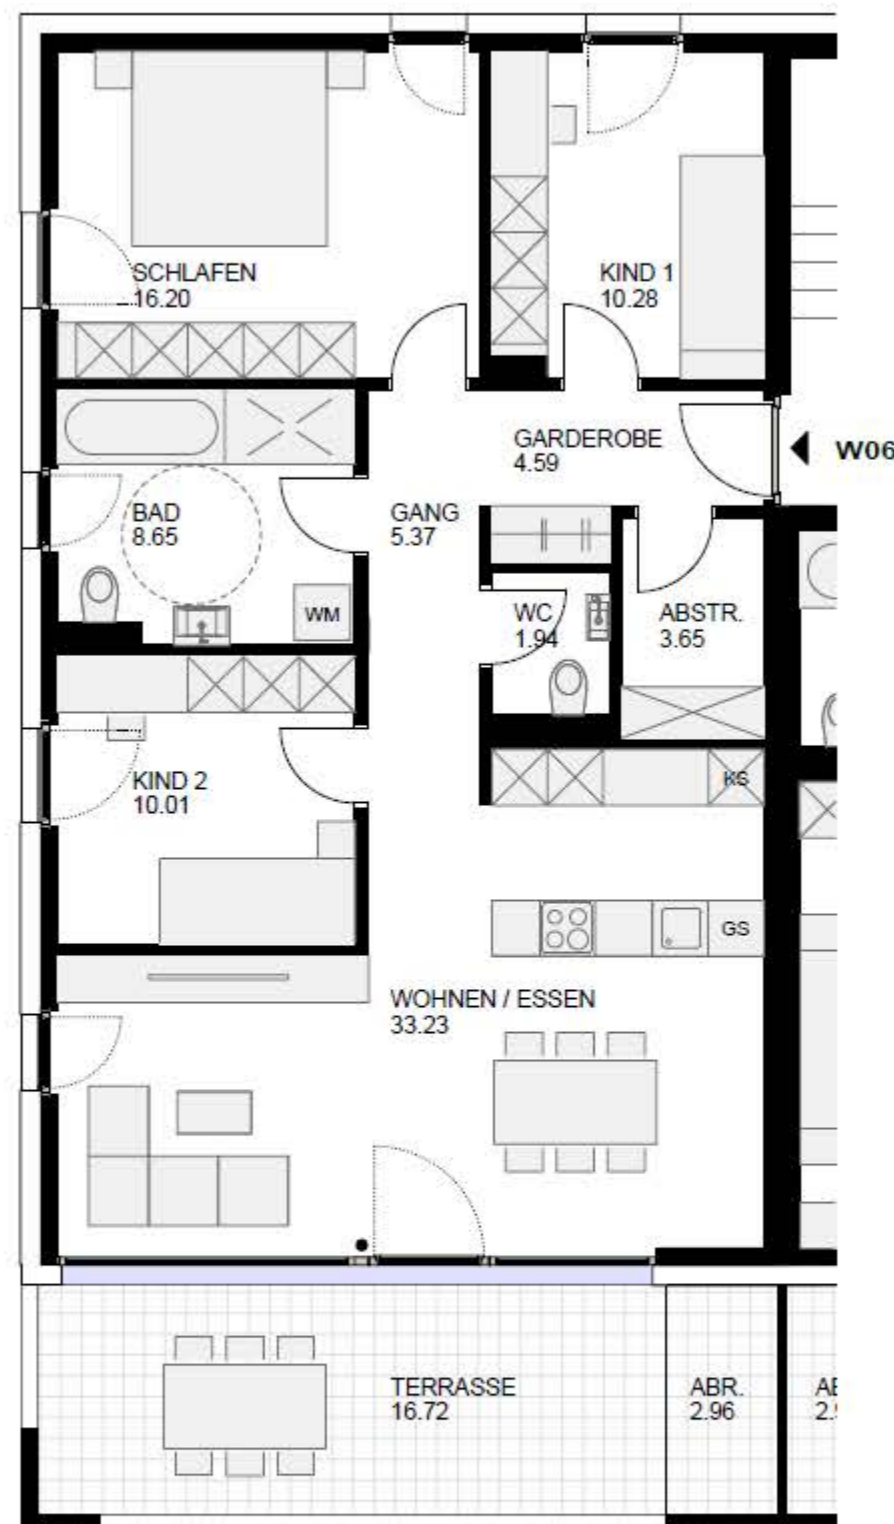 SCHLAFEN
16.20
KIND 1
10.28
GARDEROBE
4.59
W06
BAD
8.65
GANG
5.37
WM
WC
1.94
ABSTR.
3.65
KIND 2
10.01
KS
GS
WOHNEN / ESSEN
33.23
TERRASSE
16.72
ABR.
2.96